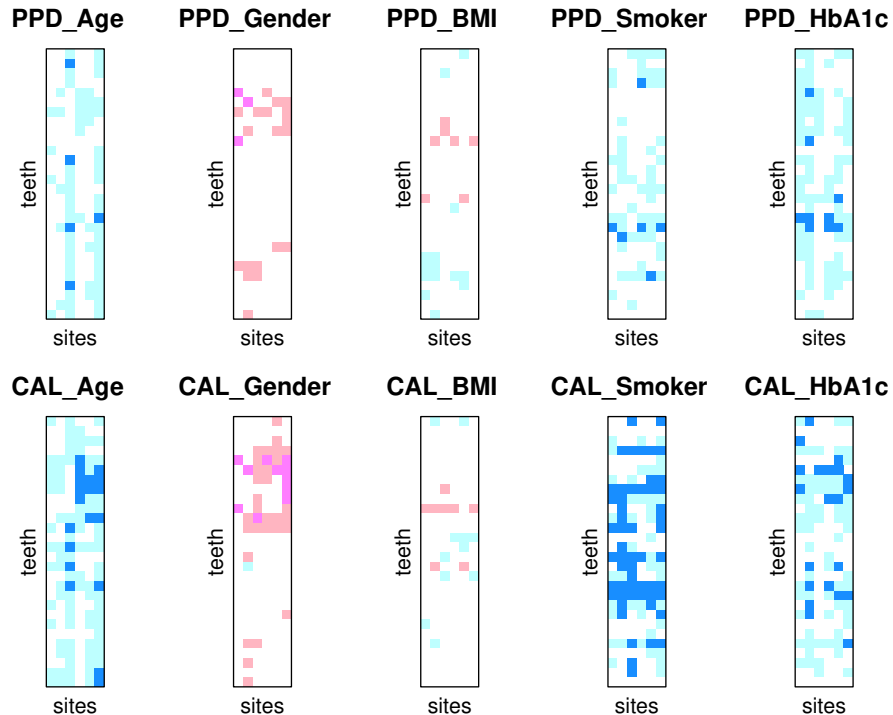 PPD_Age PPD_Gender PPD_BMI PPD_Smoker PPD_HbA1c
teeth teeth teeth teeth teeth
sites sites sites sites sites
CAL_Age CAL_Gender CAL_BMI CAL_Smoker CAL_HbA1c
teeth teeth teeth teeth teeth
sites sites sites sites sites